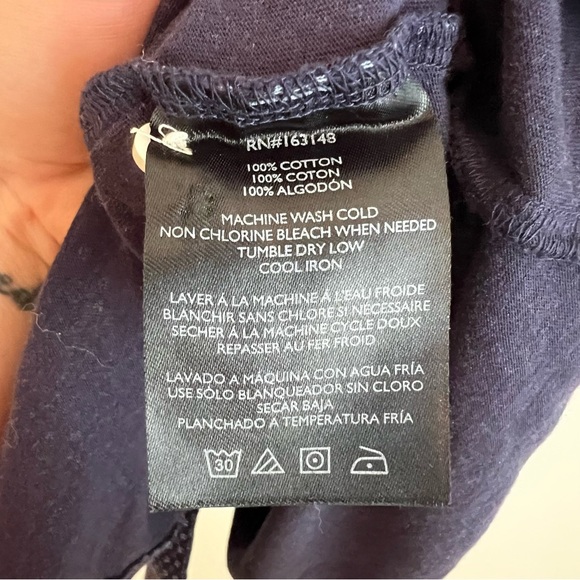 RN#163148
100% COTTON
100% COTON
100% ALGODÓN
MACHINE WASH COLD
NON CHLORINE BLEACH WHEN NEEDED
TUMBLE DRY LOW
COOL IRON
LAVER À LA MACHINE À L'EAU FROIDE
BLANCHIR SANS CHLORE SI NÉCESSAIRE
SÉCHER À LA MACHINE CYCLE DOUX
REPASSER AU FER FROID
LAVADO A MÁQUINA CON AGUA FRÍA
USE SÓLO BLANQUEADOR SIN CLORO
SECAR BAJA
PLANCHADO A TEMPERATURA FRÍA
30